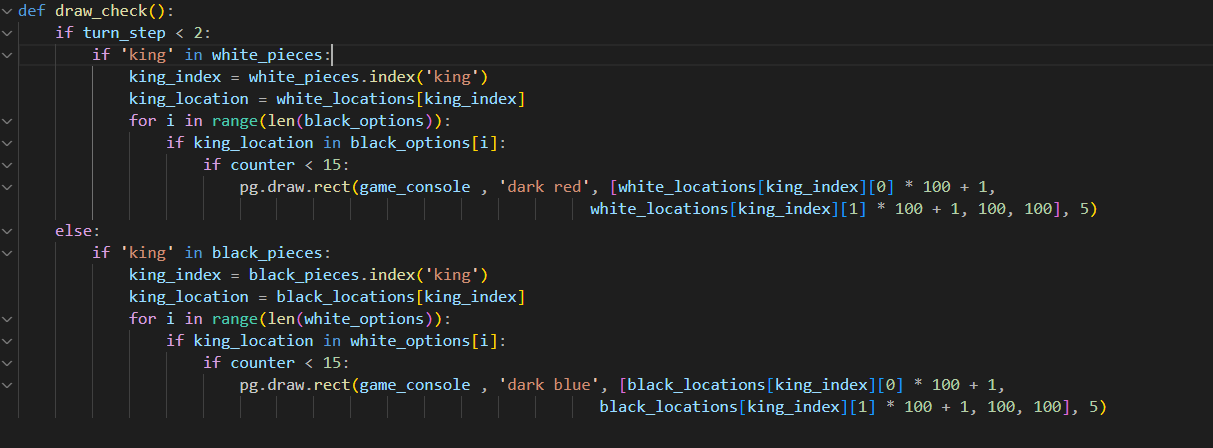 def draw_check():
    if turn_step < 2:
        if 'king' in white_pieces:
            king_index = white_pieces.index('king')
            king_location = white_locations[king_index]
            for i in range(len(black_options)):
                if king_location in black_options[i]:
                    if counter < 15:
                        pg.draw.rect(game_console , 'dark red', [white_locations[king_index][0] * 100 + 1,
                                                              white_locations[king_index][1] * 100 + 1, 100, 100], 5)
    else:
        if 'king' in black_pieces:
            king_index = black_pieces.index('king')
            king_location = black_locations[king_index]
            for i in range(len(white_options)):
                if king_location in white_options[i]:
                    if counter < 15:
                        pg.draw.rect(game_console , 'dark blue', [black_locations[king_index][0] * 100 + 1,
                                                               black_locations[king_index][1] * 100 + 1, 100, 100], 5)